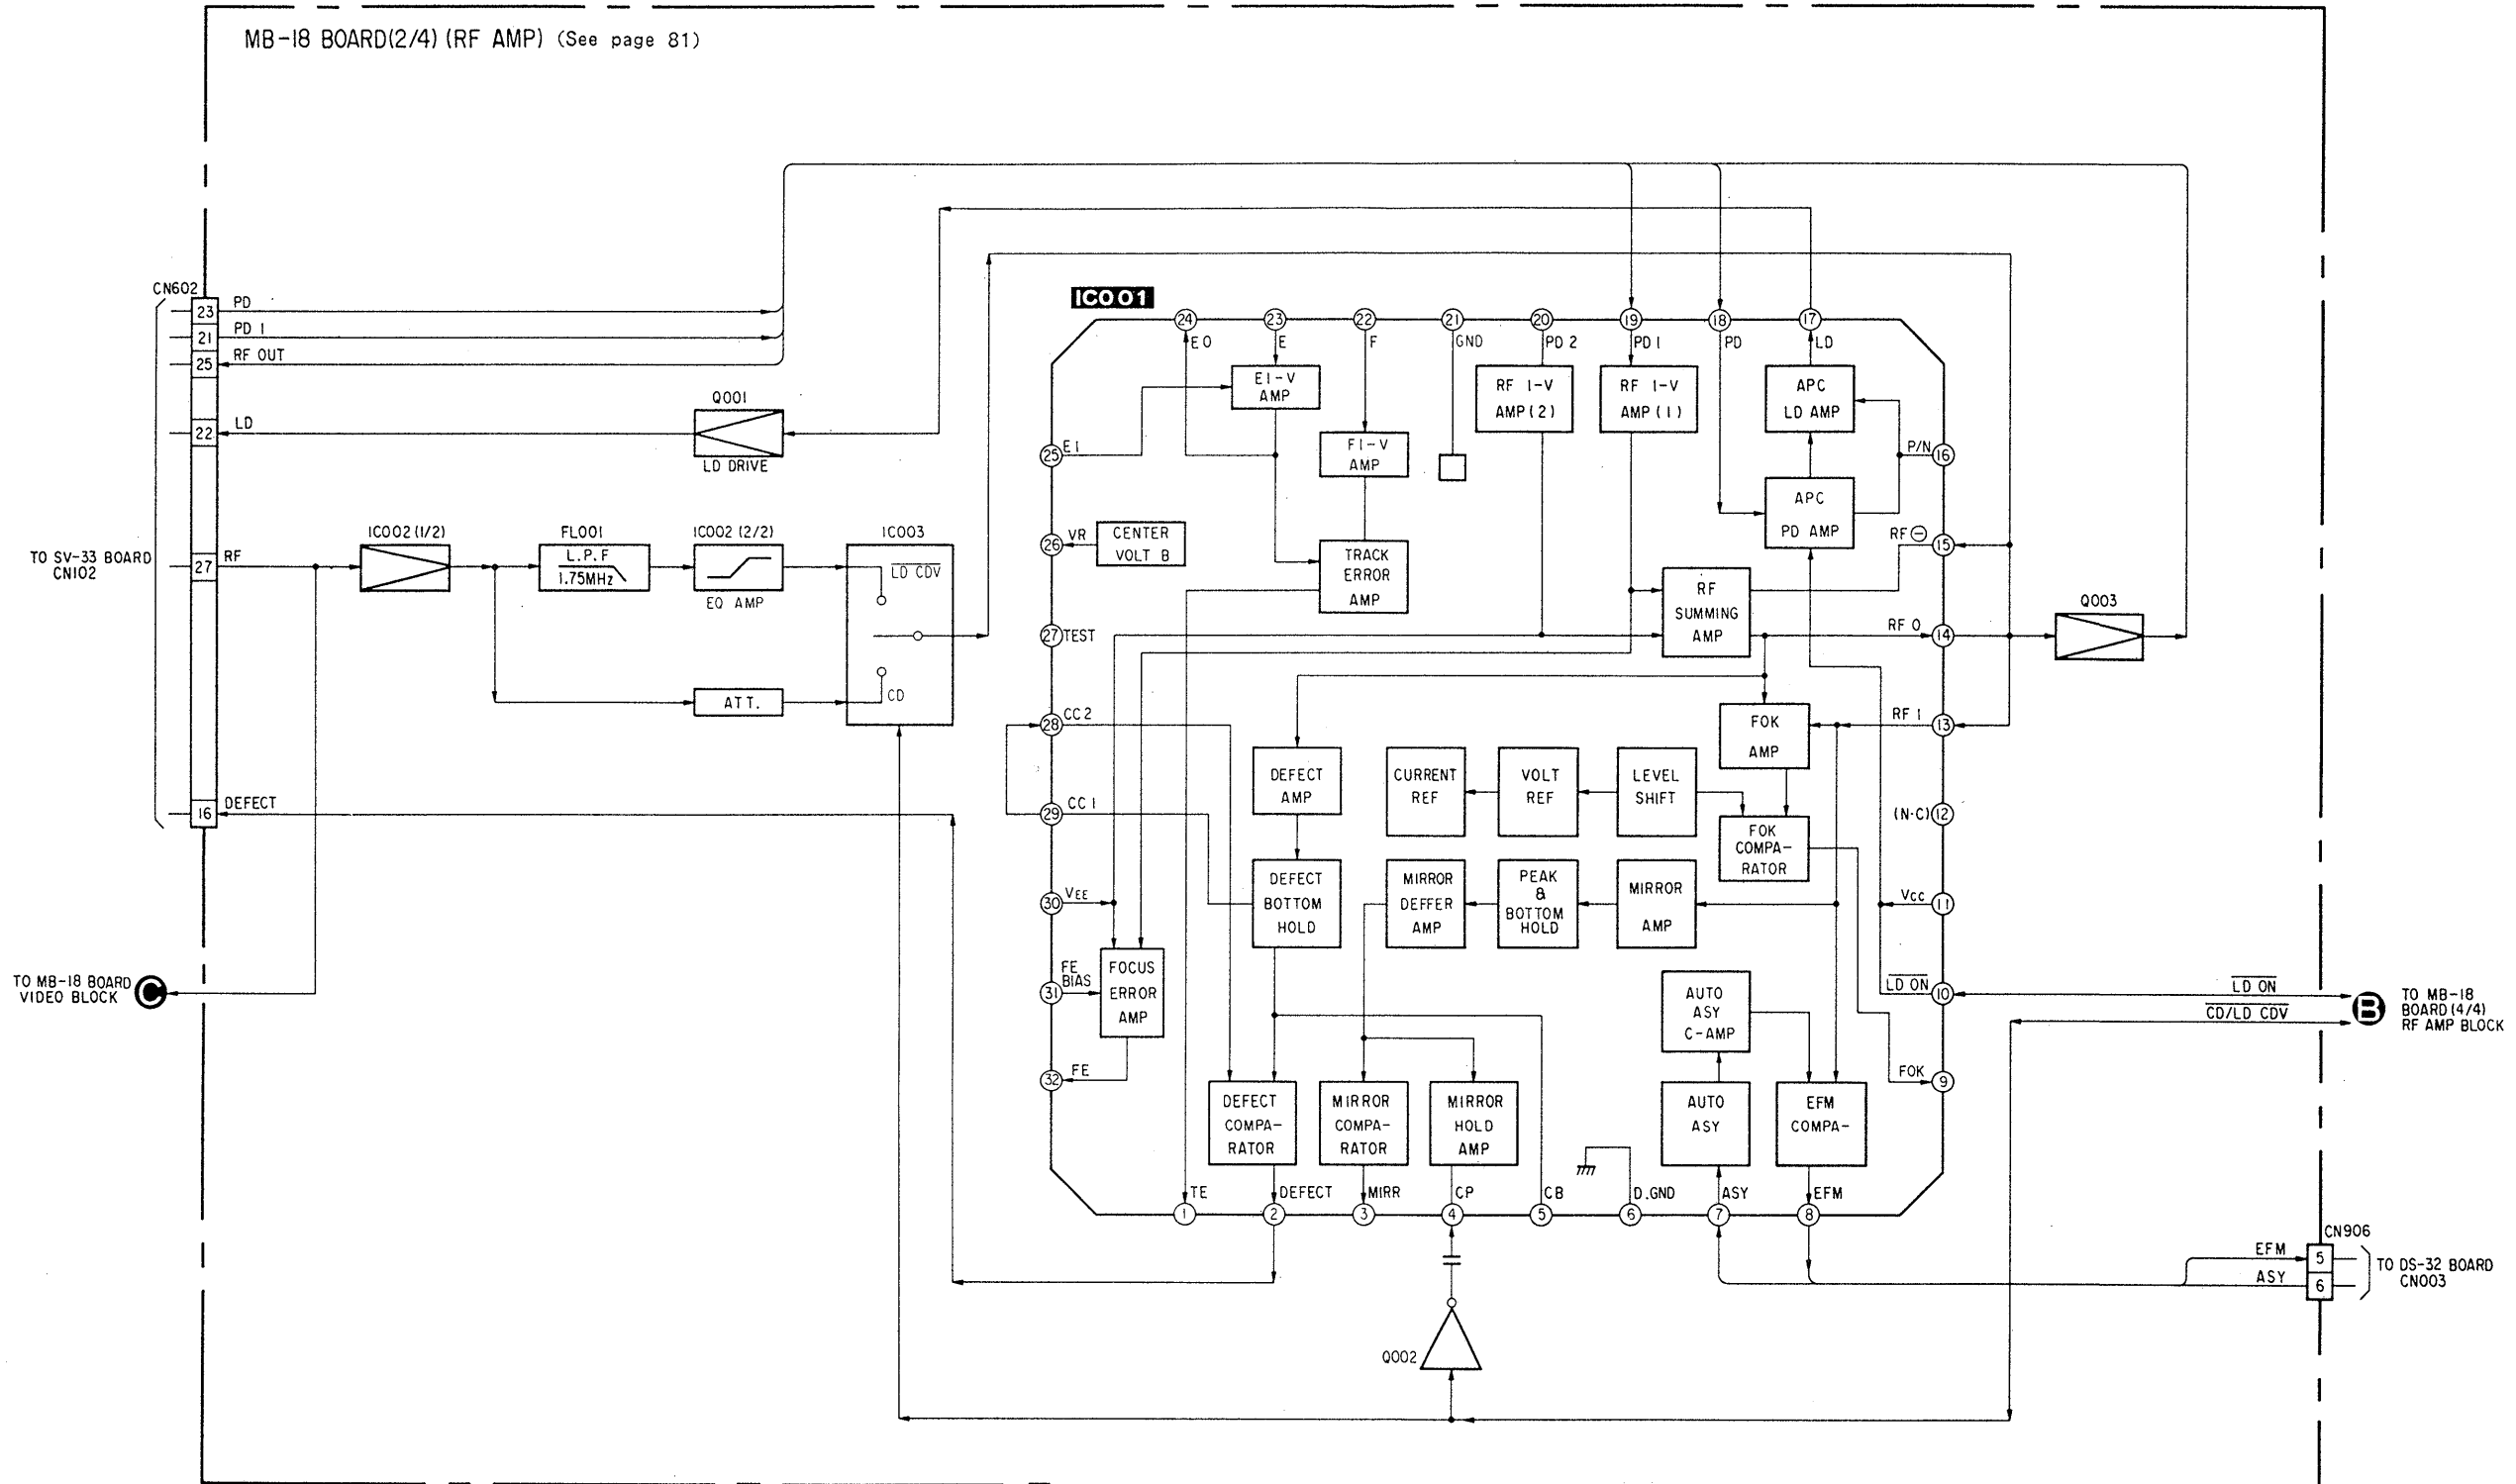 MB-18 BOARD(2/4) (RF AMP) (See page 81)
CN602
23 PD
21 PD 1
25 RF OUT
22 LD
27 RF
16 DEFECT
TO SV-33 BOARD
CN102
Q001
LD DRIVE
IC002 (1/2)
FL001
L.P.F
1.75MHz
IC002 (2/2)
EQ AMP
IC003
LD CDV
CD
ATT.
TO MB-18 BOARD
VIDEO BLOCK
C
IC001
24
23
22
21
20
19
18
17
EO
E
F
GND
PD 2
PD 1
PD
LD
EI-V
AMP
FI-V
AMP
RF I-V
AMP(2)
RF I-V
AMP(1)
APC
LD AMP
APC
PD AMP
25 EI
26 VR
CENTER
VOLT B
TRACK
ERROR
AMP
27 TEST
RF
SUMMING
AMP
28 CC2
29 CC1
30 VEE
31 FE
BIAS
32 FE
P/N 16
RF⊖ 15
RF O 14
RF I 13
(N·C) 12
Vcc 11
LD ON 10
FOK 9
Q003
FOK
AMP
DEFECT
AMP
CURRENT
REF
VOLT
REF
LEVEL
SHIFT
FOK
COMPA-
RATOR
DEFECT
BOTTOM
HOLD
MIRROR
DEFFER
AMP
PEAK
&
BOTTOM
HOLD
MIRROR
AMP
FOCUS
ERROR
AMP
AUTO
ASY
C-AMP
DEFECT
COMPA-
RATOR
MIRROR
COMPA-
RATOR
MIRROR
HOLD
AMP
AUTO
ASY
EFM
COMPA-
TE
DEFECT
MIRR
CP
CB
D.GND
ASY
EFM
1
2
3
4
5
6
7
8
LD ON
CD/LD CDV
B
TO MB-18
BOARD(4/4)
RF AMP BLOCK
CN906
EFM 5
ASY 6
TO DS-32 BOARD
CN003
Q002